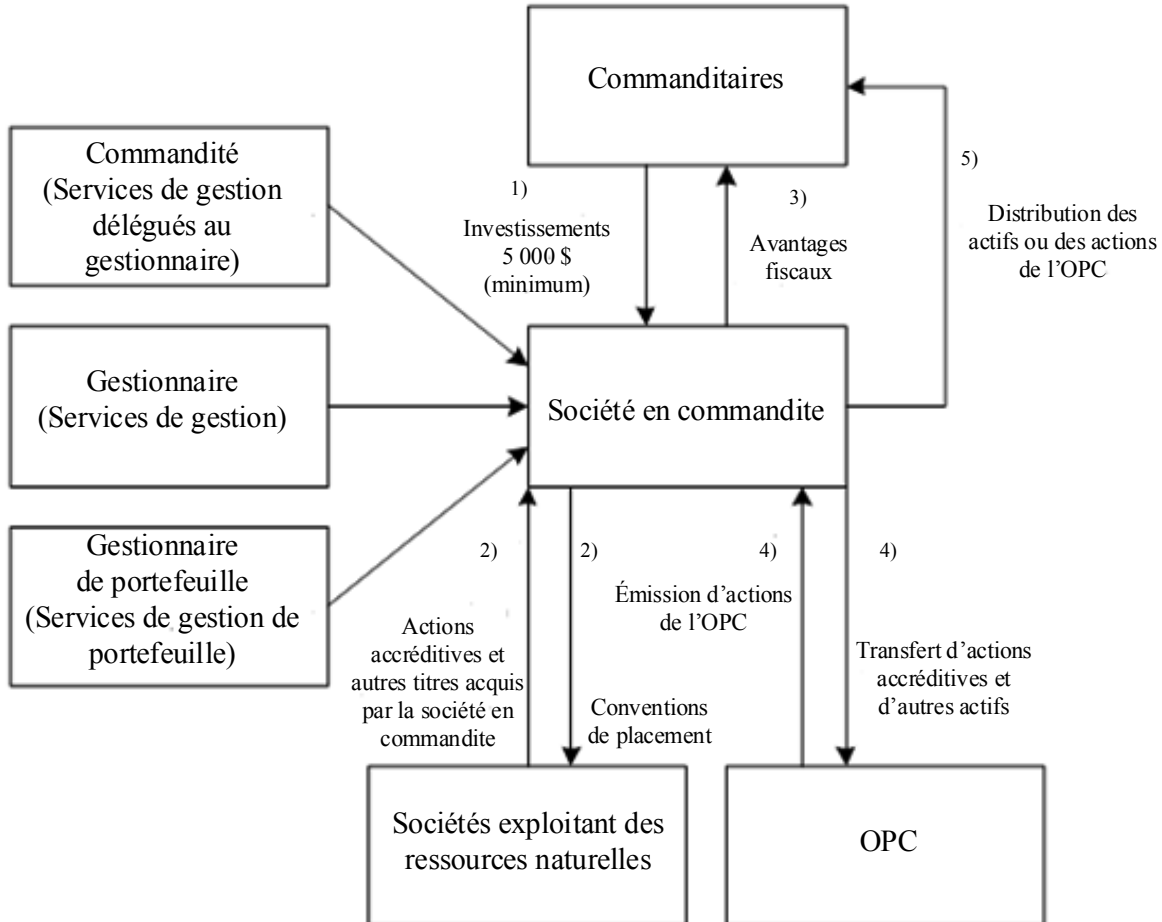 Commanditaires
Commandité
(Services de gestion
délégués au
gestionnaire)
1)
Investissements
5 000 $
(minimum)
3)
Avantages
fiscaux
5)
Distribution des
actifs ou des actions
de l’OPC
Gestionnaire
(Services de gestion)
Société en commandite
Gestionnaire
de portefeuille
(Services de gestion de
portefeuille)
2)
Actions
accréditives et
autres titres acquis
par la société en
commandite
2)
Conventions
de placement
4)
Émission d’actions
de l’OPC
4)
Transfert d’actions
accréditives et
d’autres actifs
Sociétés exploitant des
ressources naturelles
OPC